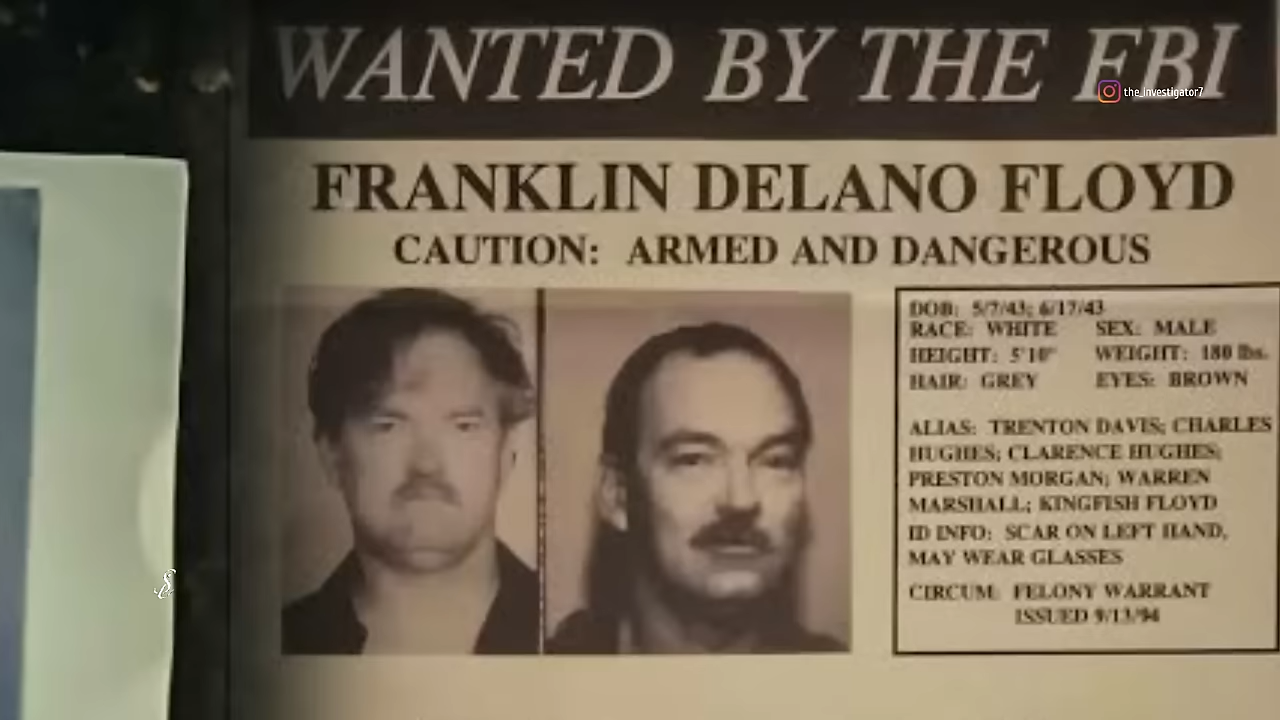 WANTED BY THE FBI
the_investigator7
FRANKLIN DELANO FLOYD
CAUTION: ARMED AND DANGEROUS
DOB: 5/7/43; 6/17/43
RACE: WHITE SEX: MALE
HEIGHT: 5'10" WEIGHT: 180 lbs.
HAIR: GREY EYES: BROWN
ALIAS: TRENTON DAVIS; CHARLES
HUGHES; CLARENCE HUGHES;
PRESTON MORGAN; WARREN
MARSHALL; KINGFISH FLOYD
ID INFO: SCAR ON LEFT HAND,
MAY WEAR GLASSES
CIRCUM: FELONY WARRANT
ISSUED 9/13/94